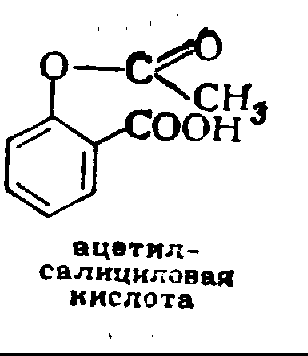 O C O
CH3
COOH
ацетил-
салициловая
кислота